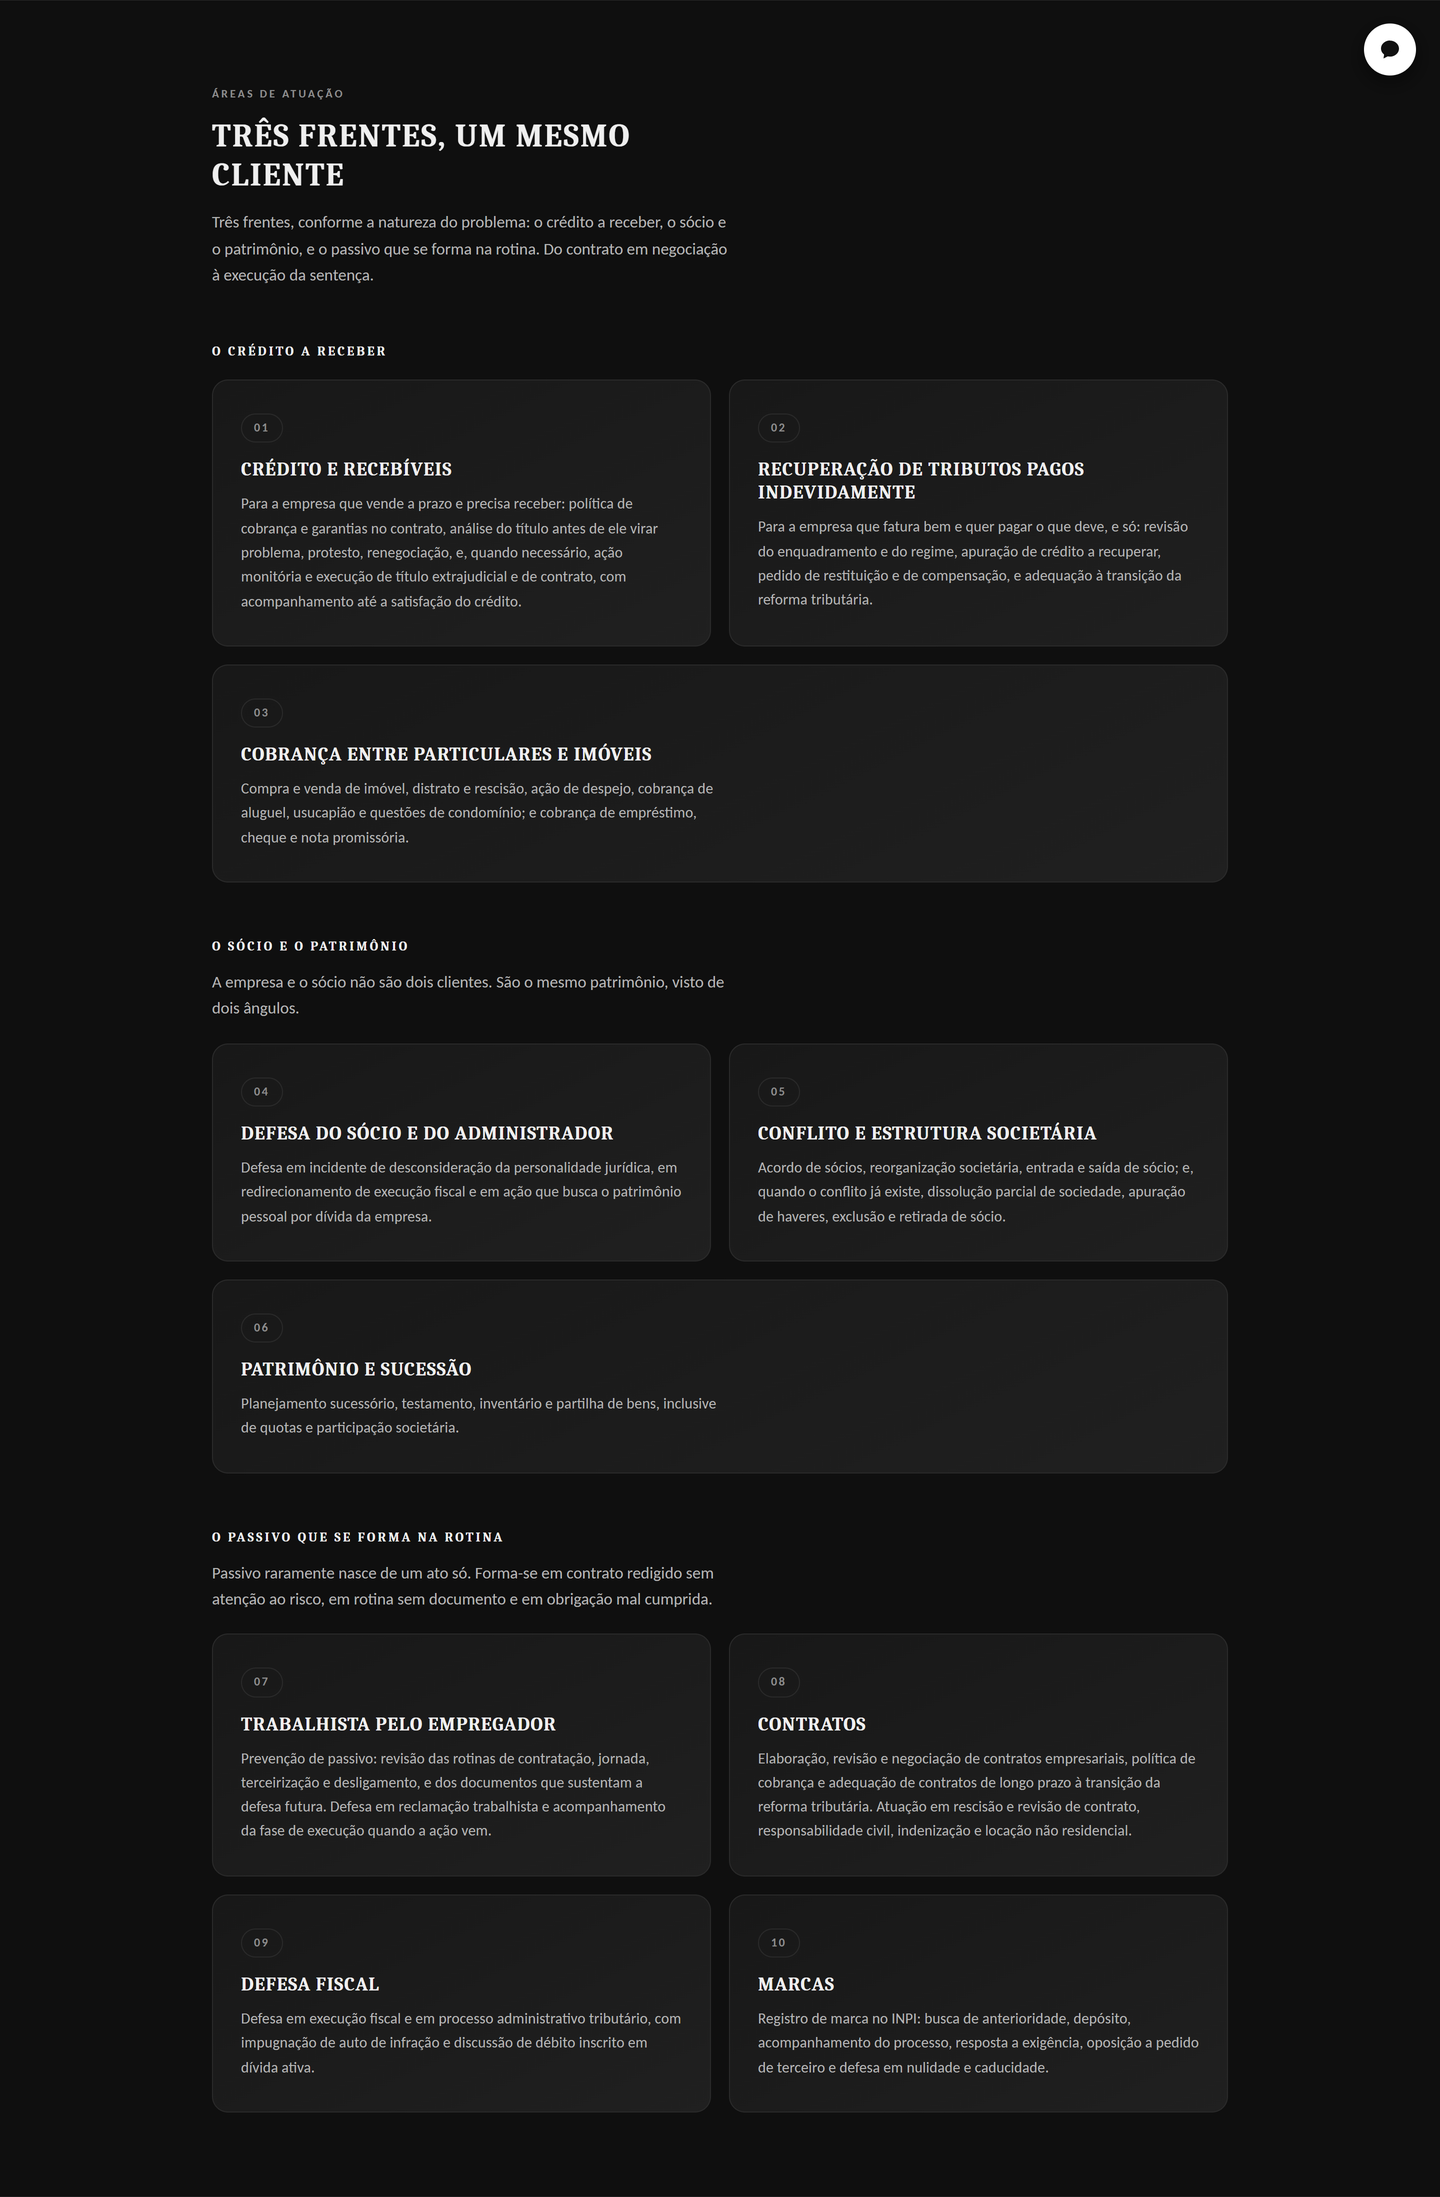 ÁREAS DE ATUAÇÃO
TRÊS FRENTES, UM MESMO
CLIENTE
Três frentes, conforme a natureza do problema: o crédito a receber, o sócio e
o patrimônio, e o passivo que se forma na rotina. Do contrato em negociação
à execução da sentença.
O CRÉDITO A RECEBER
01
CRÉDITO E RECEBÍVEIS
Para a empresa que vende a prazo e precisa receber: política de
cobrança e garantias no contrato, análise do título antes de ele virar
problema, protesto, renegociação, e, quando necessário, ação
monitória e execução de título extrajudicial e de contrato, com
acompanhamento até a satisfação do crédito.
02
RECUPERAÇÃO DE TRIBUTOS PAGOS
INDEVIDAMENTE
Para a empresa que fatura bem e quer pagar o que deve, e só: revisão
do enquadramento e do regime, apuração de crédito a recuperar,
pedido de restituição e de compensação, e adequação à transição da
reforma tributária.
03
COBRANÇA ENTRE PARTICULARES E IMÓVEIS
Compra e venda de imóvel, distrato e rescisão, ação de despejo, cobrança de
aluguel, usucapião e questões de condomínio; e cobrança de empréstimo,
cheque e nota promissória.
O SÓCIO E O PATRIMÔNIO
A empresa e o sócio não são dois clientes. São o mesmo patrimônio, visto de
dois ângulos.
04
DEFESA DO SÓCIO E DO ADMINISTRADOR
Defesa em incidente de desconsideração da personalidade jurídica, em
redirecionamento de execução fiscal e em ação que busca o patrimônio
pessoal por dívida da empresa.
05
CONFLITO E ESTRUTURA SOCIETÁRIA
Acordo de sócios, reorganização societária, entrada e saída de sócio; e,
quando o conflito já existe, dissolução parcial de sociedade, apuração
de haveres, exclusão e retirada de sócio.
06
PATRIMÔNIO E SUCESSÃO
Planejamento sucessório, testamento, inventário e partilha de bens, inclusive
de quotas e participação societária.
O PASSIVO QUE SE FORMA NA ROTINA
Passivo raramente nasce de um ato só. Forma-se em contrato redigido sem
atenção ao risco, em rotina sem documento e em obrigação mal cumprida.
07
TRABALHISTA PELO EMPREGADOR
Prevenção de passivo: revisão das rotinas de contratação, jornada,
terceirização e desligamento, e dos documentos que sustentam a
defesa futura. Defesa em reclamação trabalhista e acompanhamento
da fase de execução quando a ação vem.
08
CONTRATOS
Elaboração, revisão e negociação de contratos empresariais, política de
cobrança e adequação de contratos de longo prazo à transição da
reforma tributária. Atuação em rescisão e revisão de contrato,
responsabilidade civil, indenização e locação não residencial.
09
DEFESA FISCAL
Defesa em execução fiscal e em processo administrativo tributário, com
impugnação de auto de infração e discussão de débito inscrito em
dívida ativa.
10
MARCAS
Registro de marca no INPI: busca de anterioridade, depósito,
acompanhamento do processo, resposta a exigência, oposição a pedido
de terceiro e defesa em nulidade e caducidade.